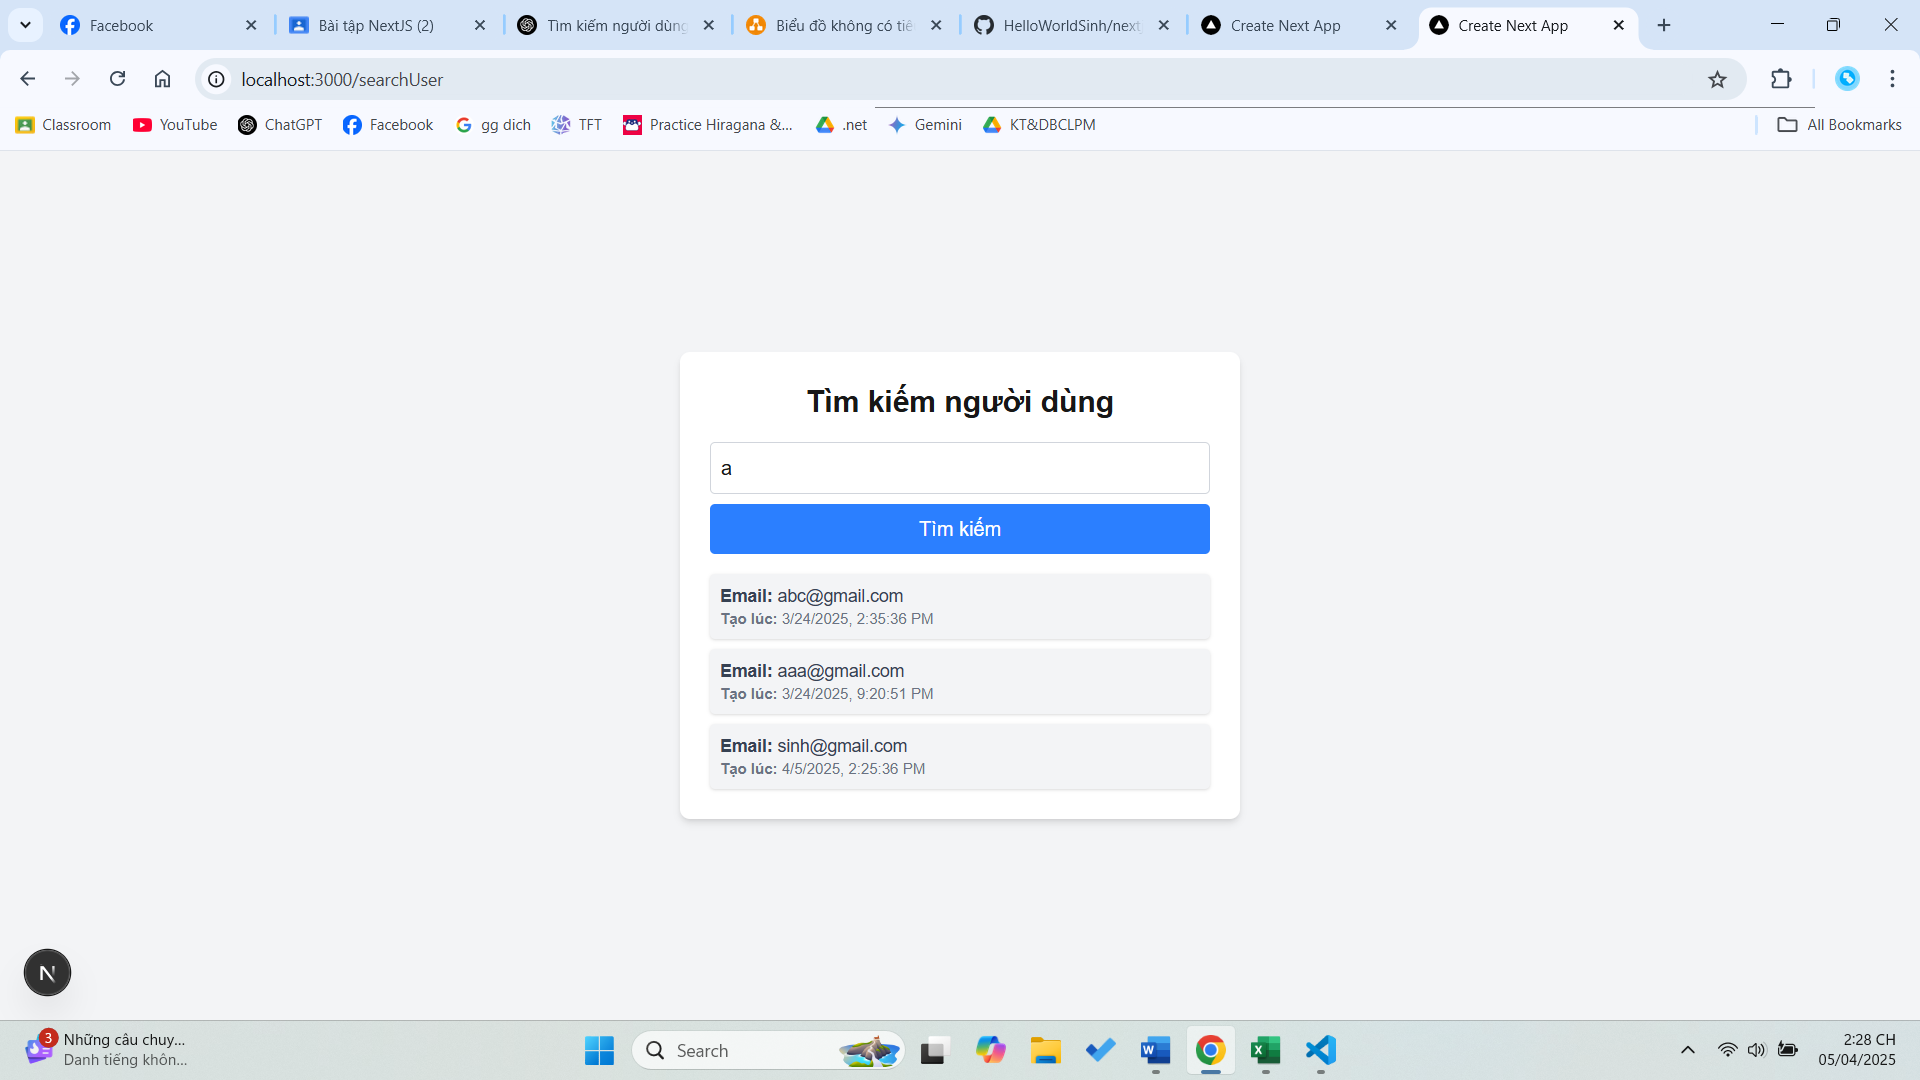 Facebook
Bài tập NextJS (2)
Tìm kiếm người dùng
Biểu đồ không có tiê
HelloWorldSinh/nextj
Create Next App
Create Next App
localhost:3000/searchUser
Classroom
YouTube
ChatGPT
Facebook
gg dich
TFT
Practice Hiragana &...
.net
Gemini
KT&DBCLPM
All Bookmarks
Tìm kiếm người dùng
a
Tìm kiếm
Email: abc@gmail.com
Tạo lúc: 3/24/2025, 2:35:36 PM
Email: aaa@gmail.com
Tạo lúc: 3/24/2025, 9:20:51 PM
Email: sinh@gmail.com
Tạo lúc: 4/5/2025, 2:25:36 PM
N
3
Những câu chuy...
Danh tiếng khôn...
Search
2:28 CH
05/04/2025